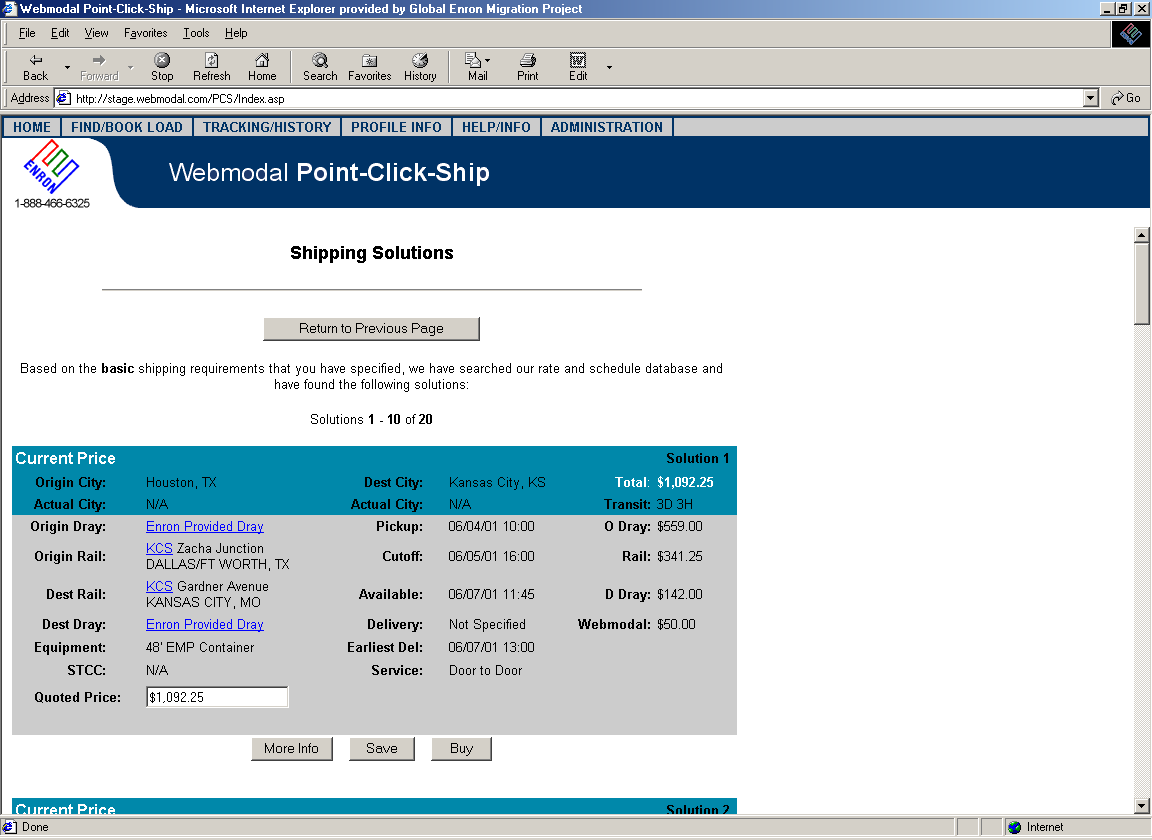 Webmodal Point-Click-Ship - Microsoft Internet Explorer provided by Global Enron Migration Project
File Edit View Favorites Tools Help
Back Forward Stop Refresh Home Search Favorites History Mail Print Edit
Address http://stage.webmodal.com/PCS/Index.asp Go
HOME FIND/BOOK LOAD TRACKING/HISTORY PROFILE INFO HELP/INFO ADMINISTRATION
ENRON
1-888-466-6325
Webmodal Point-Click-Ship
Shipping Solutions
Return to Previous Page
Based on the basic shipping requirements that you have specified, we have searched our rate and schedule database and
have found the following solutions:
Solutions 1 - 10 of 20
Current Price Solution 1
Origin City: Houston, TX Dest City: Kansas City, KS Total: $1,092.25
Actual City: N/A Actual City: N/A Transit: 3D 3H
Origin Dray: Enron Provided Dray Pickup: 06/04/01 10:00 O Dray: $559.00
Origin Rail: KCS Zacha Junction
DALLAS/FT WORTH, TX Cutoff: 06/05/01 16:00 Rail: $341.25
Dest Rail: KCS Gardner Avenue
KANSAS CITY, MO Available: 06/07/01 11:45 D Dray: $142.00
Dest Dray: Enron Provided Dray Delivery: Not Specified Webmodal: $50.00
Equipment: 48' EMP Container Earliest Del: 06/07/01 13:00
STCC: N/A Service: Door to Door
Quoted Price: $1,092.25
More Info Save Buy
Current Price Solution 2
Done Internet